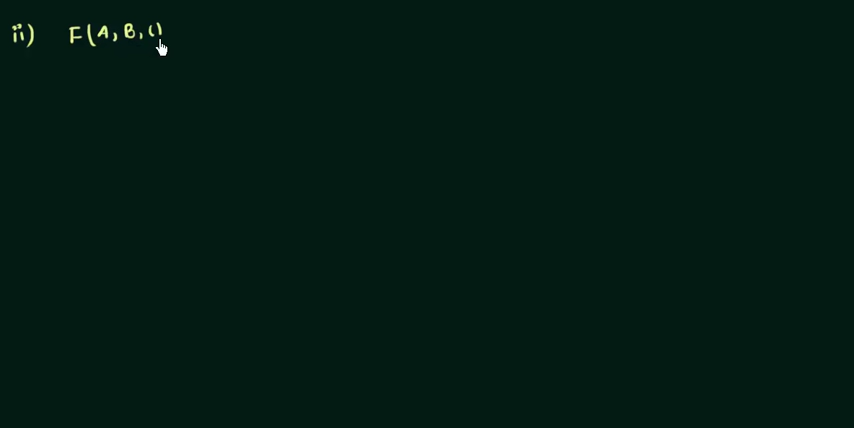 ii) F(A, B, C)